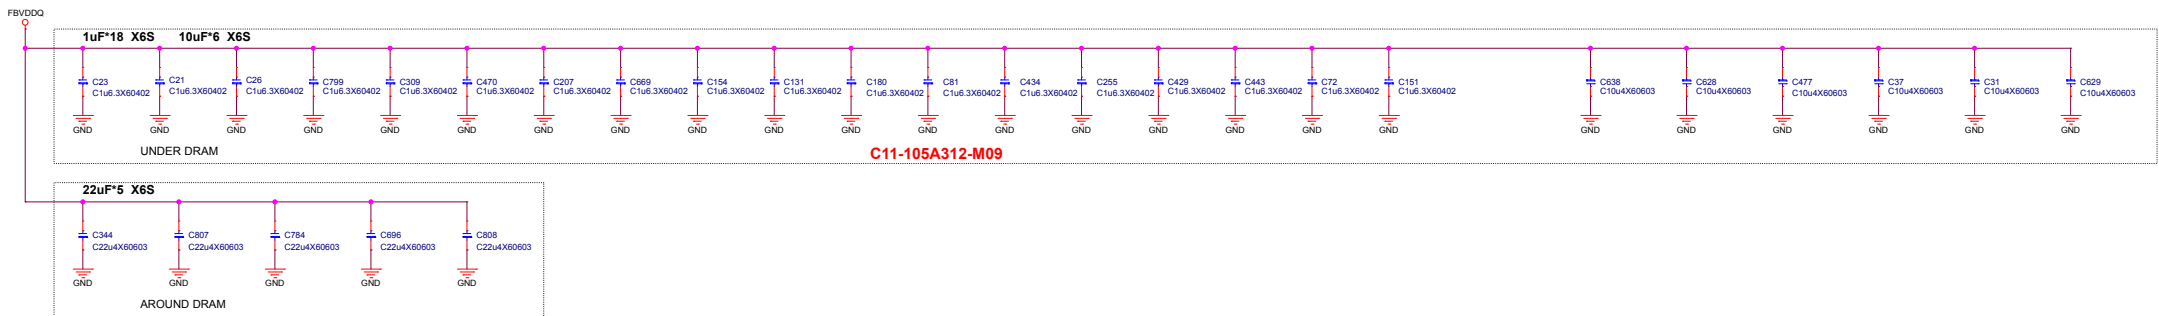 FBVDDQ
1uF*18 X6S 10uF*6 X6S
C23 C21 C26 C799 C309 C470 C207 C669 C154 C131 C180 C81 C434 C255 C429 C443 C72 C151 C638 C628 C477 C37 C31 C629
C1u6.3X60402 C1u6.3X60402 C1u6.3X60402 C1u6.3X60402 C1u6.3X60402 C1u6.3X60402 C1u6.3X60402 C1u6.3X60402 C1u6.3X60402 C1u6.3X60402 C1u6.3X60402 C1u6.3X60402 C1u6.3X60402 C1u6.3X60402 C1u6.3X60402 C1u6.3X60402 C1u6.3X60402 C1u6.3X60402 C10u4X60603 C10u4X60603 C10u4X60603 C10u4X60603 C10u4X60603 C10u4X60603
GND GND GND GND GND GND GND GND GND GND GND GND GND GND GND GND GND GND GND GND GND GND GND GND
UNDER DRAM
C11-105A312-M09
22uF*5 X6S
C344 C807 C784 C696 C808
C22u4X60603 C22u4X60603 C22u4X60603 C22u4X60603 C22u4X60603
GND GND GND GND GND
AROUND DRAM